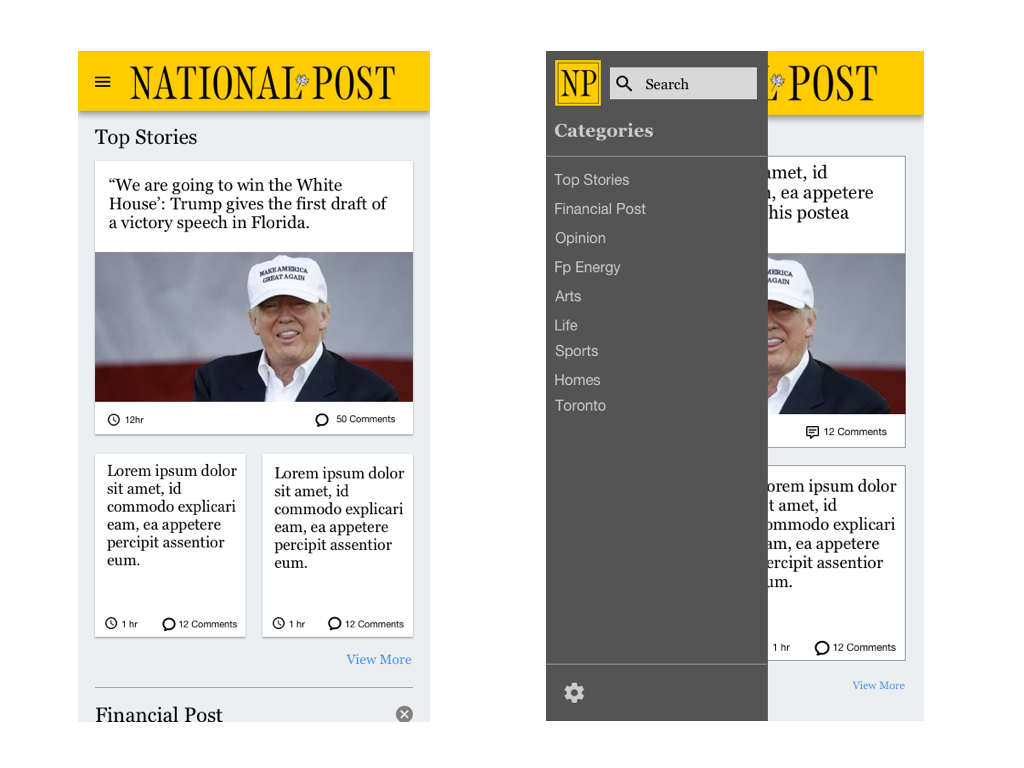 NATIONAL POST
Top Stories
“We are going to win the White
House’: Trump gives the first draft of
a victory speech in Florida.
MAKE AMERICA
GREAT AGAIN
12hr
50 Comments
Lorem ipsum dolor
sit amet, id
commodo explicari
eam, ea appetere
percipit assentior
eum.
1 hr
12 Comments
Lorem ipsum dolor
sit amet, id
commodo explicari
eam, ea appetere
percipit assentior
eum.
1 hr
12 Comments
View More
Financial Post
NP
Search
L POST
Categories
Top Stories
Financial Post
Opinion
Fp Energy
Arts
Life
Sports
Homes
Toronto
amet, id
, ea appetere
his postea
AMERICA
AGAIN
12 Comments
orem ipsum dolor
t amet, id
ommodo explicari
am, ea appetere
ercipit assentior
um.
1 hr
12 Comments
View More